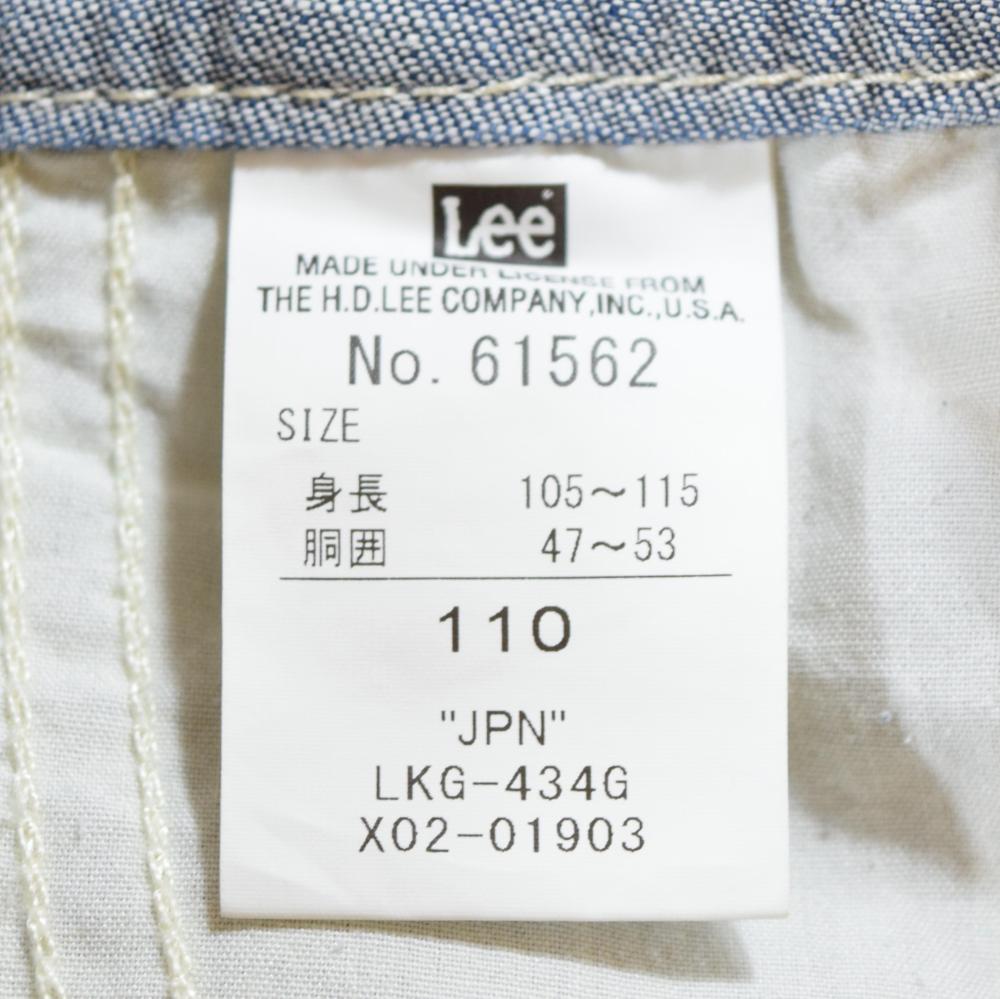 Lee
MADE UNDER LICENSE FROM
THE H.D.LEE COMPANY,INC.,U.S.A.
No. 61562
SIZE
身長 105～115
胴囲 47～53
110
"JPN"
LKG-434G
X02-01903